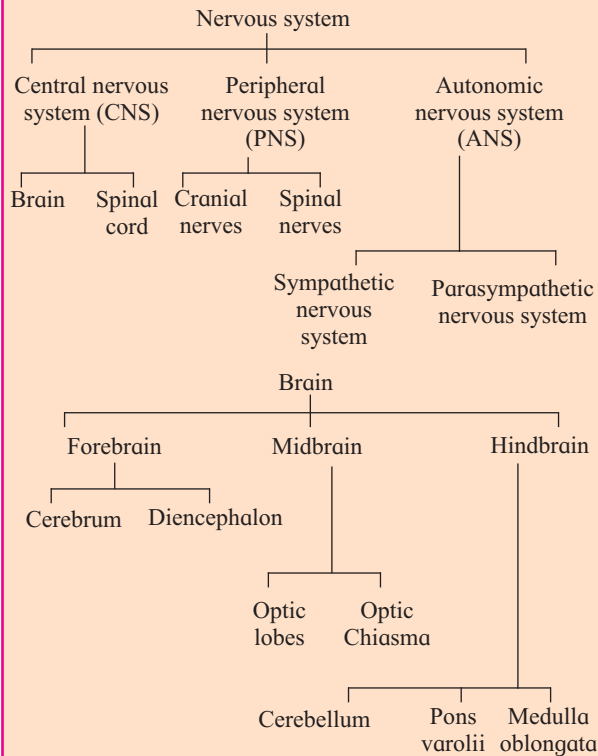 Nervous system
Central nervous
system (CNS)
Peripheral
nervous system
(PNS)
Autonomic
nervous system
(ANS)
Brain
Spinal
cord
Cranial
nerves
Spinal
nerves
Sympathetic
nervous
system
Parasympathetic
nervous system
Brain
Forebrain
Midbrain
Hindbrain
Cerebrum
Diencephalon
Optic
lobes
Optic
Chiasma
Cerebellum
Pons
varolii
Medulla
oblongata